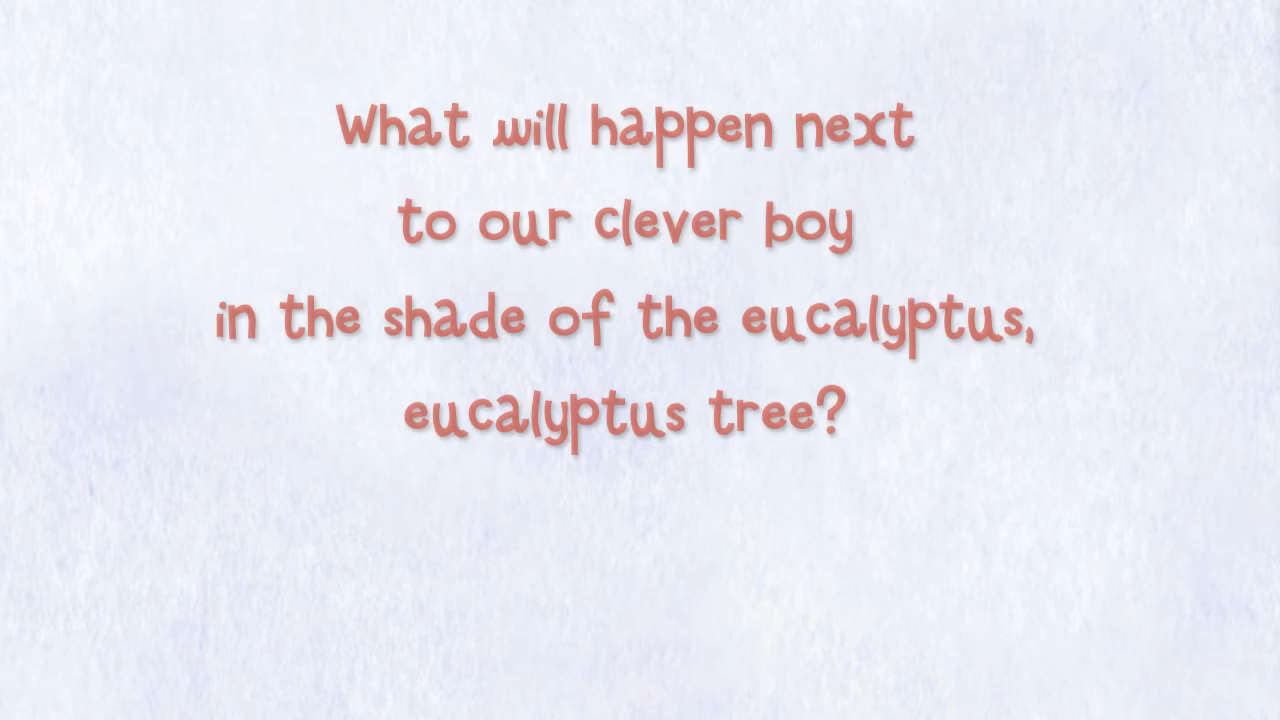 What will happen next
to our clever boy
in the shade of the eucalyptus,
eucalyptus tree?